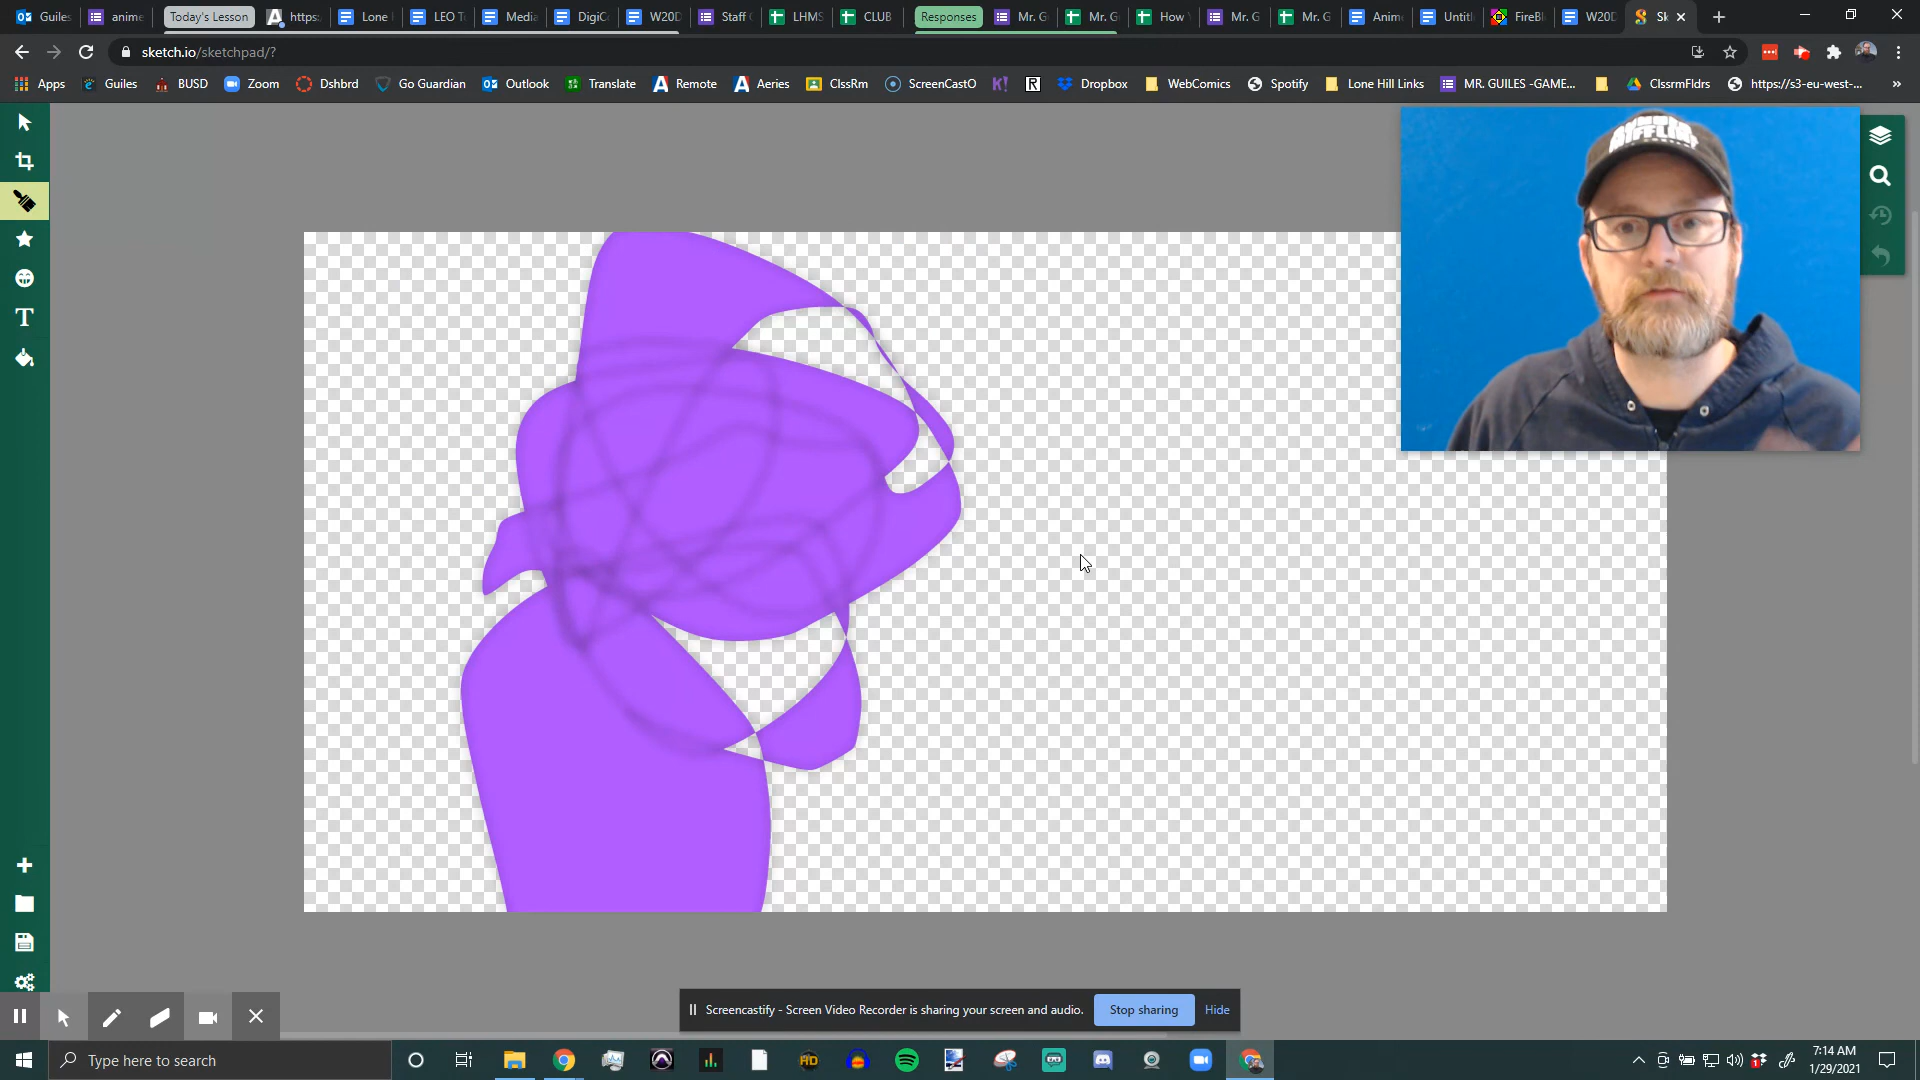 Guiles
anime
Today's Lesson
https:
Lone
LEO T
Media
DigiC
W20D
Staff
LHMS
CLUB
Responses
Mr. G
Mr. G
How
Mr. G
Mr. G
Anim
Untitl
FireBl
W20D
Sk
sketch.io/sketchpad/?
Apps
Guiles
BUSD
Zoom
Dshbrd
Go Guardian
Outlook
Translate
Remote
Aeries
ClssRm
ScreenCastO
K!
R
Dropbox
WebComics
Spotify
Lone Hill Links
MR. GUILES -GAME...
ClssrmFldrs
https://s3-eu-west-...
»
DUNDER
MIFFLIN
T
Screencastify - Screen Video Recorder is sharing your screen and audio.
Stop sharing
Hide
Type here to search
7:14 AM
1/29/2021